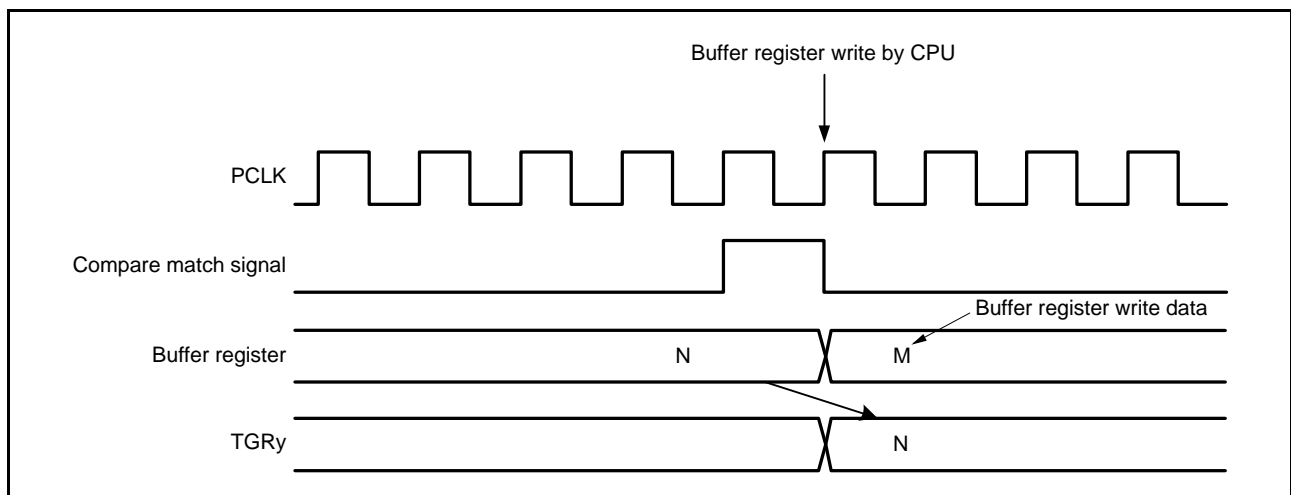 Buffer register write by CPU
PCLK
Compare match signal
Buffer register write data
Buffer register
N
M
TGRy
N